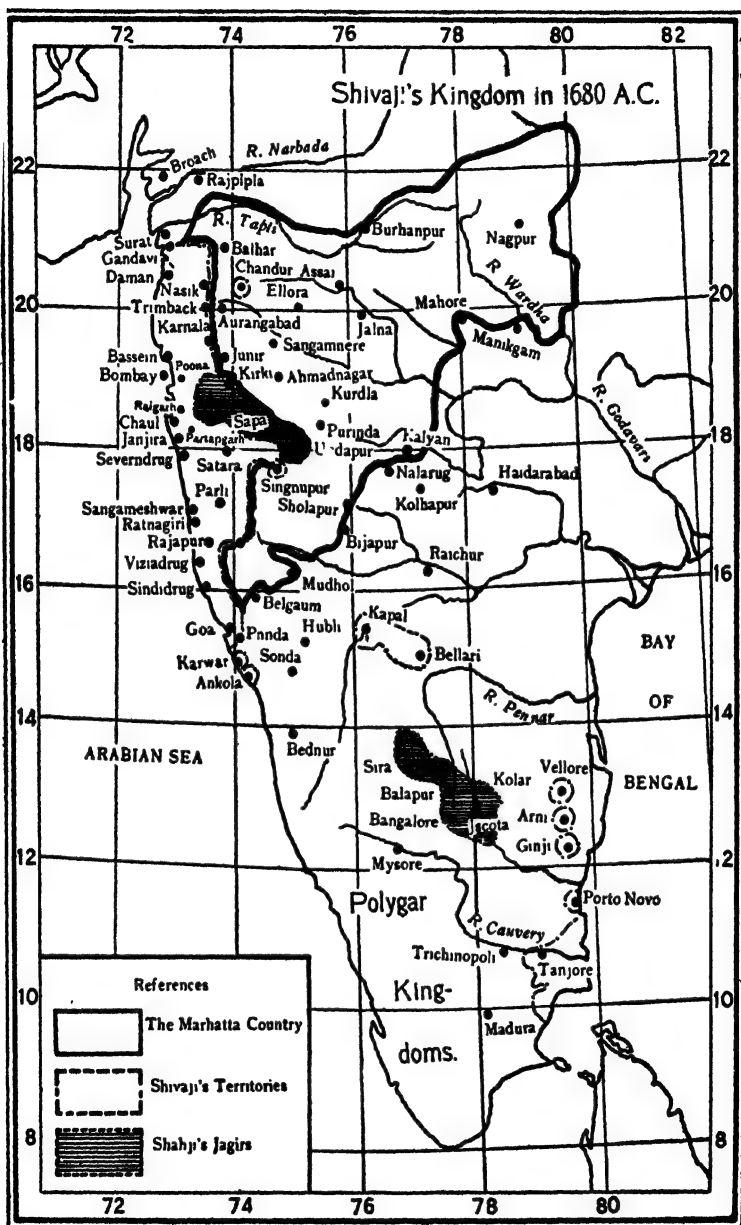 72 74 76 78 80 82
Shivaji's Kingdom in 1680 A.C.
22 22
Broach
R. Narbada
Rajpipla
R. Tapti
Burhanpur
Nagpur
Surat
Gandavi
Balhar
Daman
Chandur
Assai
R. Wardha
Nasik
Ellora
Mahore
20 20
Trimback
Aurangabad
Jalna
Karnala
Sangamnere
Manikgam
Bassein
Junir
Bombay
Poona
Kirki
Ahmadnagar
Kurdla
R. Godavari
Raigarh
Chaul
Sapa
Purinda
Janjira
Partapgarh
Kalyan
18 18
Severndrug
Satara
Udapur
Nalarug
Haidarabad
Parli
Singnupur
Kolhapur
Sangameshwar
Sholapur
Ratnagiri
Rajapur
Bijapur
Viziadrug
Raichur
16 16
Sindidrug
Mudhol
Belgaum
Kapal
Goa
Ponda
Hubli
BAY
Karwar
Sonda
Bellari
Ankola
OF
R. Pennar
14 14
Bednur
ARABIAN SEA
Sira
Kolar
Vellore
BENGAL
Balapur
Bangalore
Jscota
Arni
Ginji
12 12
Mysore
Polygar
Porto Novo
R. Cauvery
Trichinopoli
Tanjore
King-
10 10
Madura
doms.
References
The Marhatta Country
Shivaji's Territories
Shahji's Jagirs
8 8
72 74 76 78 80